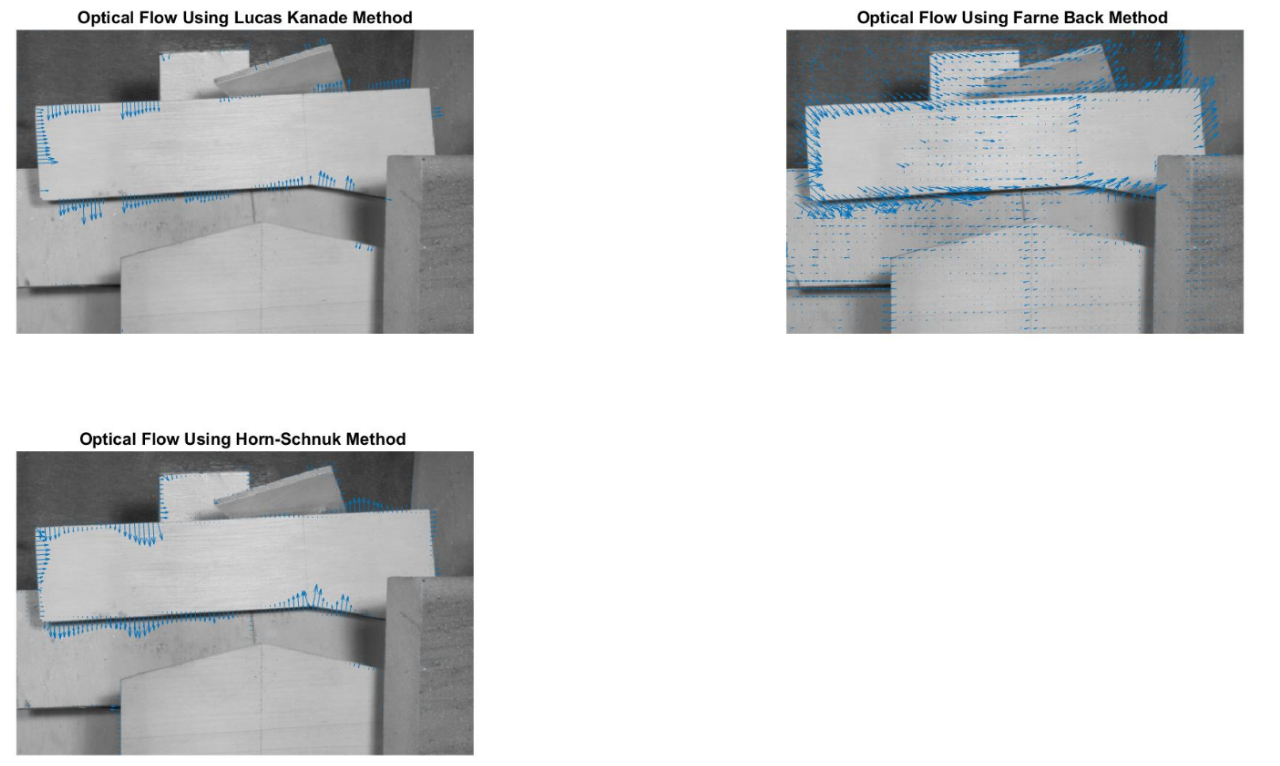 Optical Flow Using Lucas Kanade Method
Optical Flow Using Farne Back Method
Optical Flow Using Horn-Schnuk Method